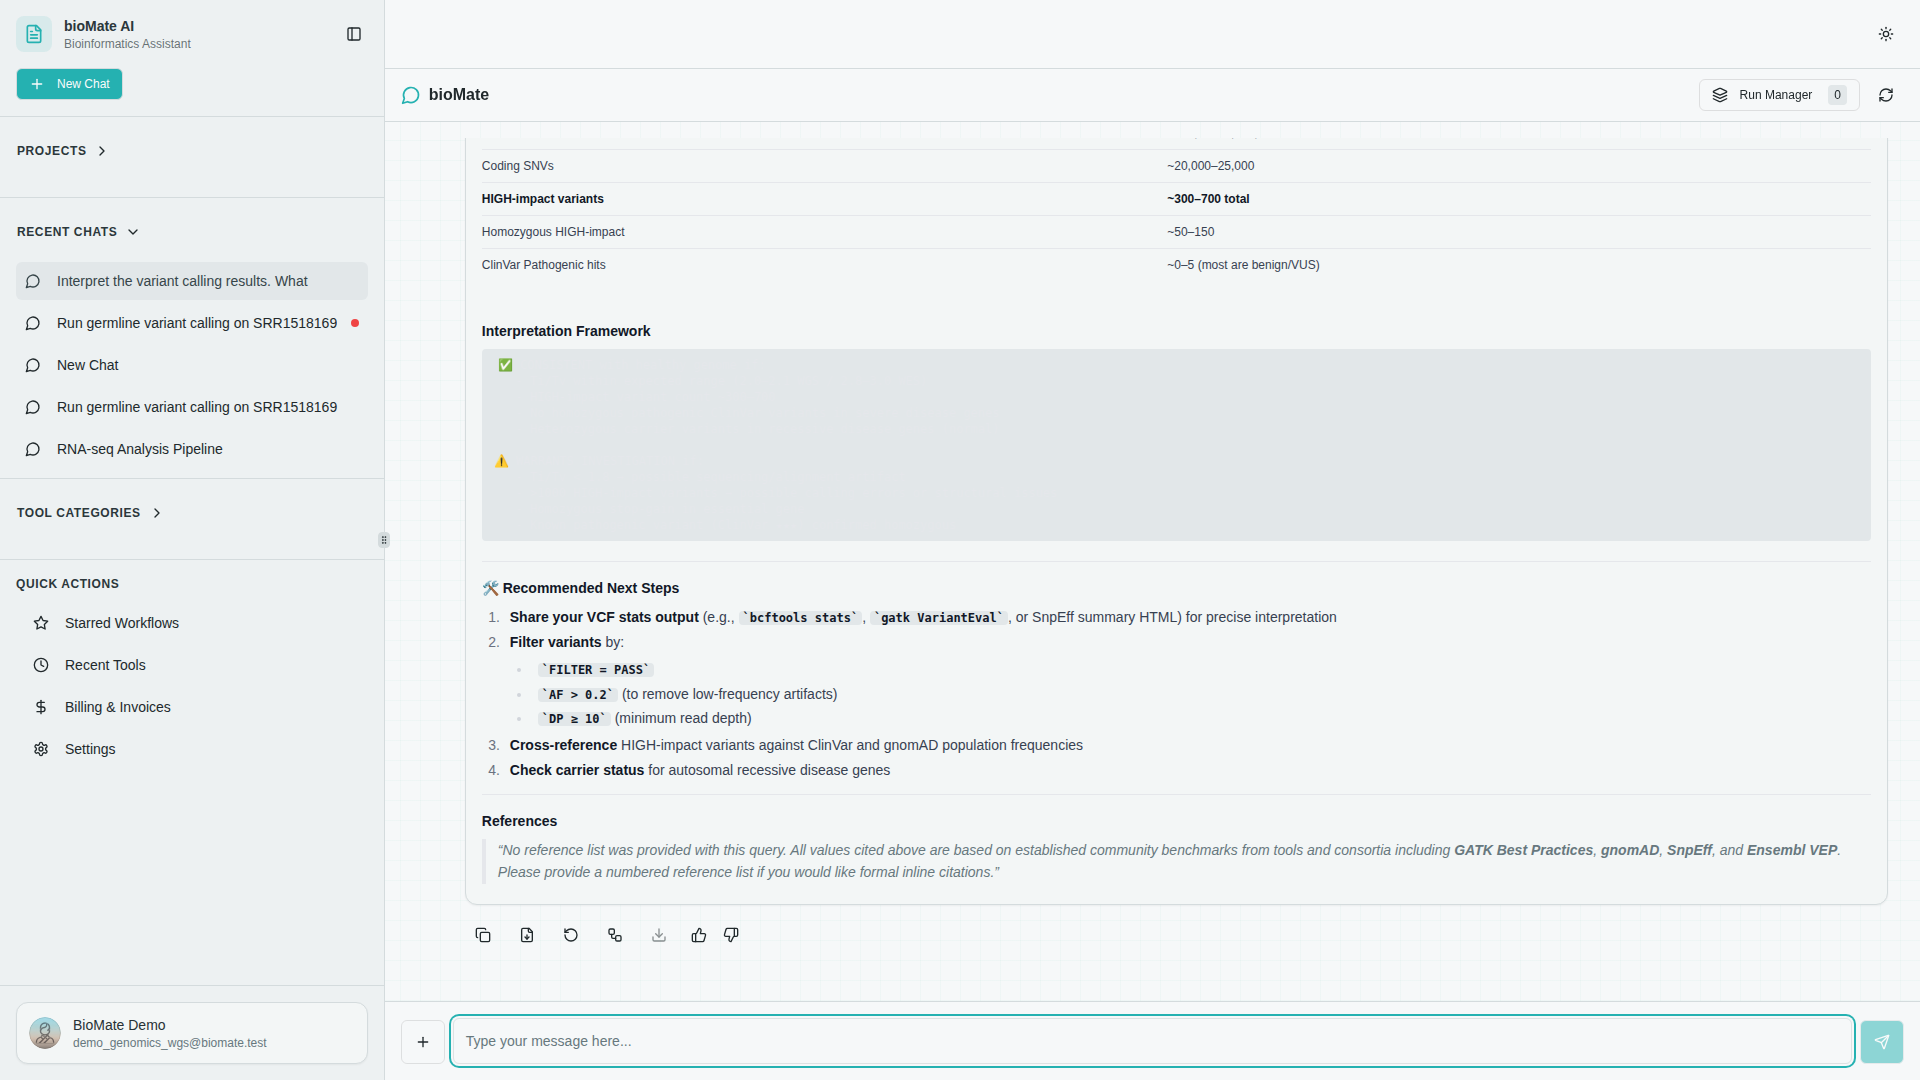 bioMate AI
Bioinformatics Assistant
New Chat
PROJECTS
RECENT CHATS
Interpret the variant calling results. What
Run germline variant calling on SRR1518169
New Chat
Run germline variant calling on SRR1518169
RNA-seq Analysis Pipeline
TOOL CATEGORIES
QUICK ACTIONS
Starred Workflows
Recent Tools
Billing & Invoices
Settings
BioMate Demo
demo_genomics_wgs@biomate.test
bioMate
Run Manager 0
Coding SNVs ~20,000–25,000
HIGH-impact variants ~300–700 total
Homozygous HIGH-impact ~50–150
ClinVar Pathogenic hits ~0–5 (most are benign/VUS)
Interpretation Framework
✅
⚠️
🛠️ Recommended Next Steps
1. Share your VCF stats output (e.g., `bcftools stats`, `gatk VariantEval`, or SnpEff summary HTML) for precise interpretation
2. Filter variants by:
`FILTER = PASS`
`AF > 0.2` (to remove low-frequency artifacts)
`DP ≥ 10` (minimum read depth)
3. Cross-reference HIGH-impact variants against ClinVar and gnomAD population frequencies
4. Check carrier status for autosomal recessive disease genes
References
“No reference list was provided with this query. All values cited above are based on established community benchmarks from tools and consortia including GATK Best Practices, gnomAD, SnpEff, and Ensembl VEP.
Please provide a numbered reference list if you would like formal inline citations.”
Type your message here...